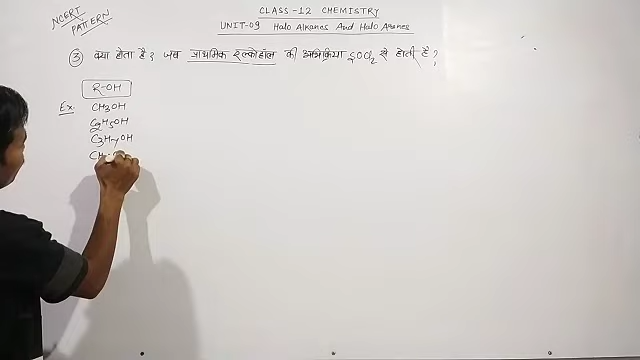 NCERT PATTERN
CLASS-12 CHEMISTRY
UNIT-09 Halo Alkanes And Halo Arenes
③ क्या होता है? जब प्राथमिक एल्कोहॉल की अभिक्रिया SOCl2 से होती है?
R-OH
Ex. CH3OH
C2H5OH
C3H7OH